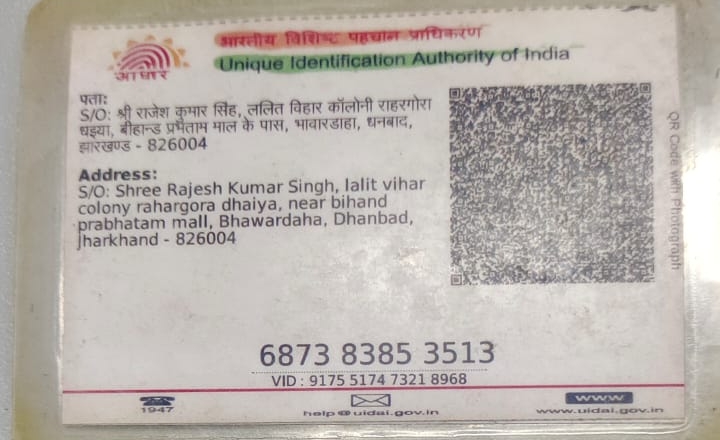 भारतीय विशिष्ट पहचान प्राधिकरण
Unique Identification Authority of India
आधार
पता:
S/O: श्री राजेश कुमार सिंह, ललित विहार कॉलोनी राहरगोरा
धइया, बीहान्ड प्रभेताम माल के पास, भावारडाहा, धनबाद,
झारखण्ड - 826004
Address:
S/O: Shree Rajesh Kumar Singh, lalit vihar
colony rahargora dhaiya, near bihand
prabhatam mall, Bhawardaha, Dhanbad,
Jharkhand - 826004
QR Code with Photograph
6873 8385 3513
VID : 9175 5174 7321 8968
1947
help@uidai.gov.in
www
www.uidai.gov.in